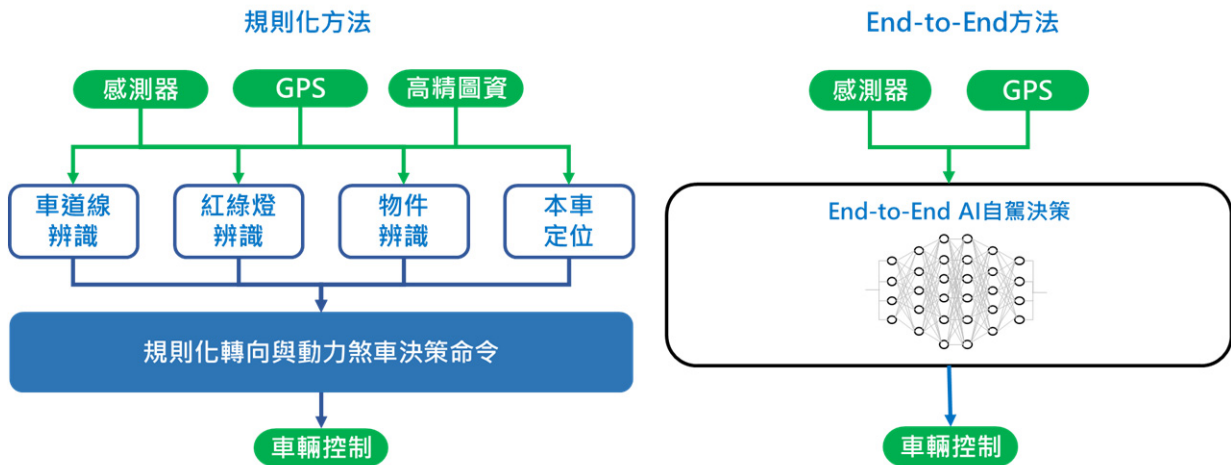 規則化方法
感測器
GPS
高精圖資
車道線
辨識
紅綠燈
辨識
物件
辨識
本車
定位
規則化轉向與動力煞車決策命令
車輛控制
End-to-End方法
感測器
GPS
End-to-End AI自駕決策
車輛控制